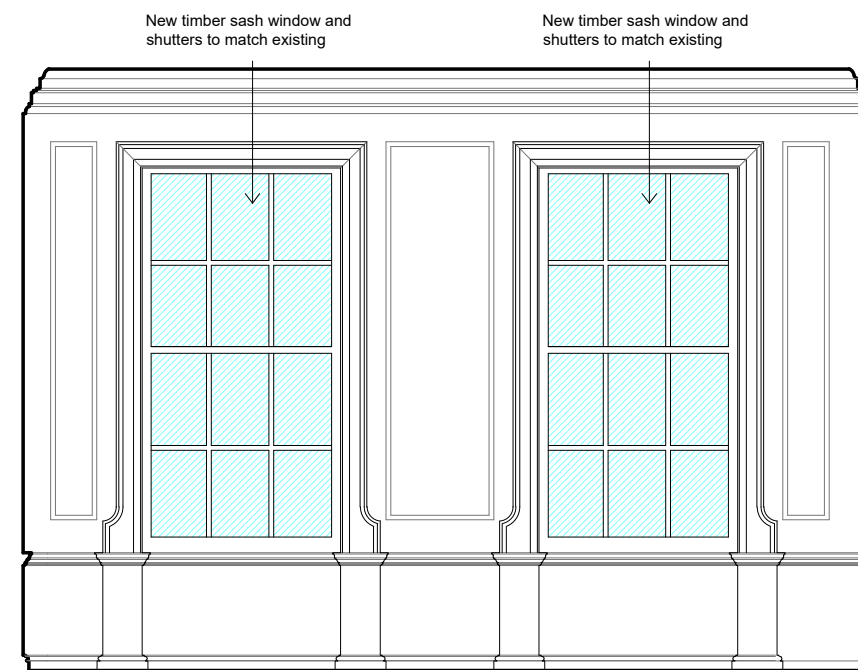 New timber sash window and
shutters to match existing
New timber sash window and
shutters to match existing